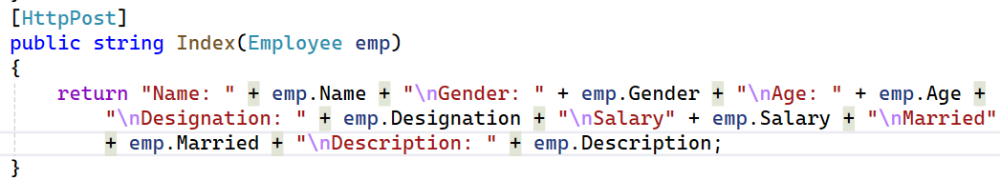 [HttpPost]
public string Index(Employee emp)
{
return "Name: " + emp.Name + "\nGender: " + emp.Gender + "\nAge: " + emp.Age +
"\nDesignation: " + emp.Designation + "\nSalary" + emp.Salary + "\nMarried"
+ emp.Married + "\nDescription: " + emp.Description;
}